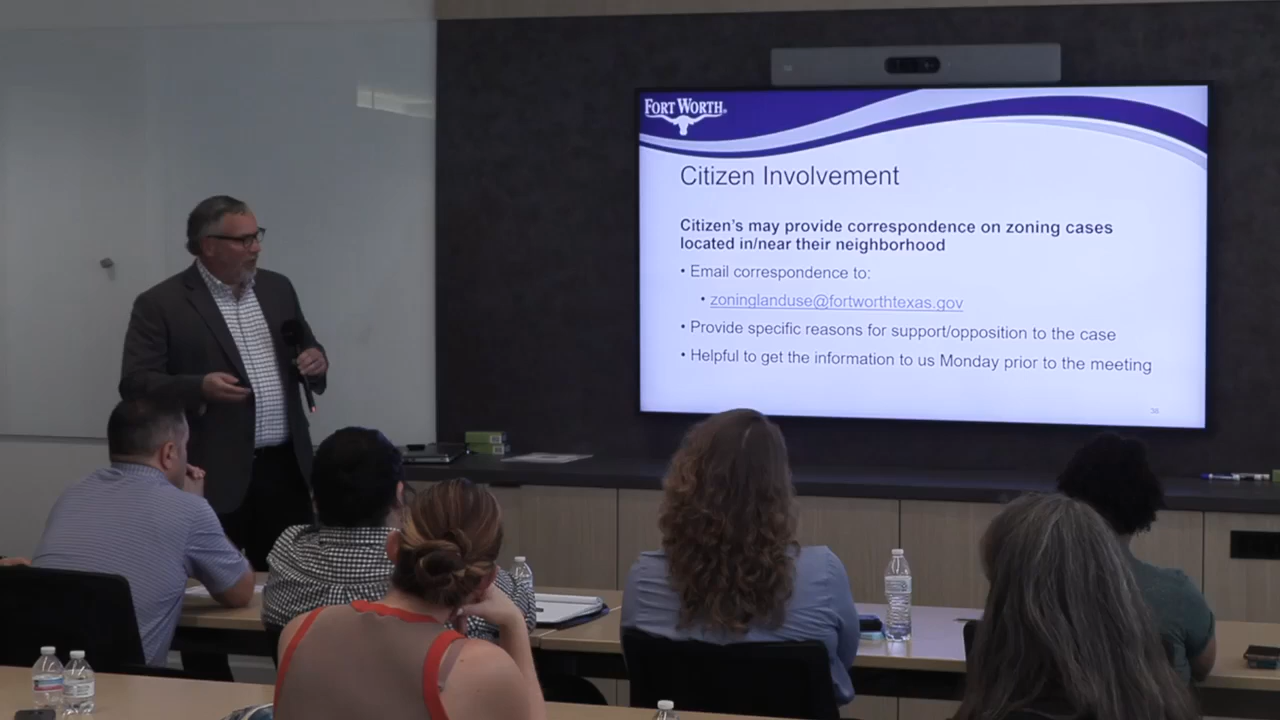 FORT WORTH
Citizen Involvement
Citizen's may provide correspondence on zoning cases
located in/near their neighborhood
• Email correspondence to:
• zoninglanduse@fortworthtexas.gov
• Provide specific reasons for support/opposition to the case
• Helpful to get the information to us Monday prior to the meeting